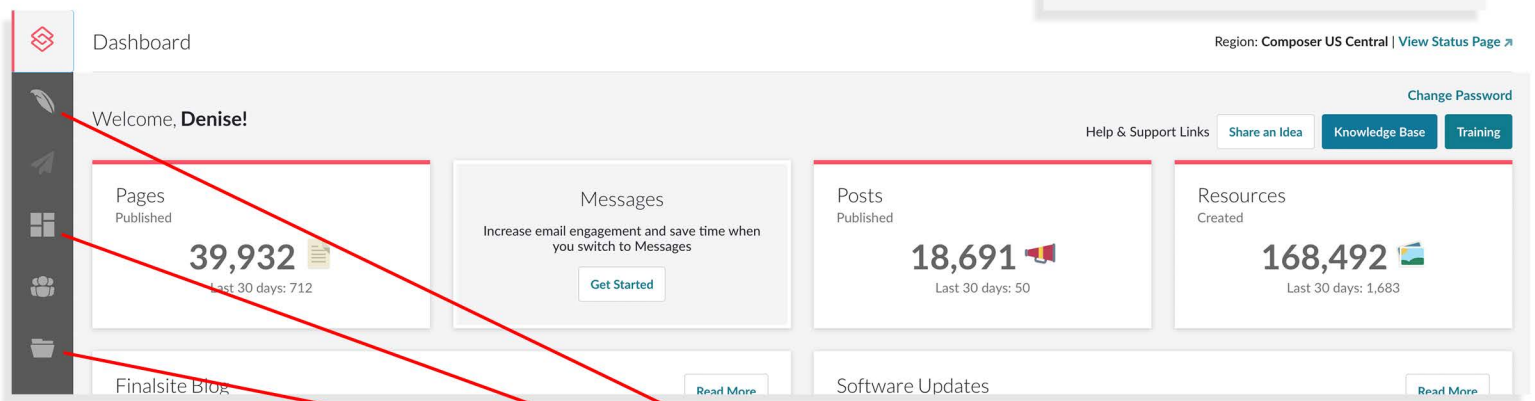 Dashboard
Region: Composer US Central | View Status Page
Change Password
Welcome, Denise!
Help & Support Links
Share an Idea
Knowledge Base
Training
Pages
Published
39,932
Last 30 days: 712
Messages
Increase email engagement and save time when
you switch to Messages
Get Started
Posts
Published
18,691
Last 30 days: 50
Resources
Created
168,492
Last 30 days: 1,683
Finalsite Blog
Read More
Software Updates
Read More